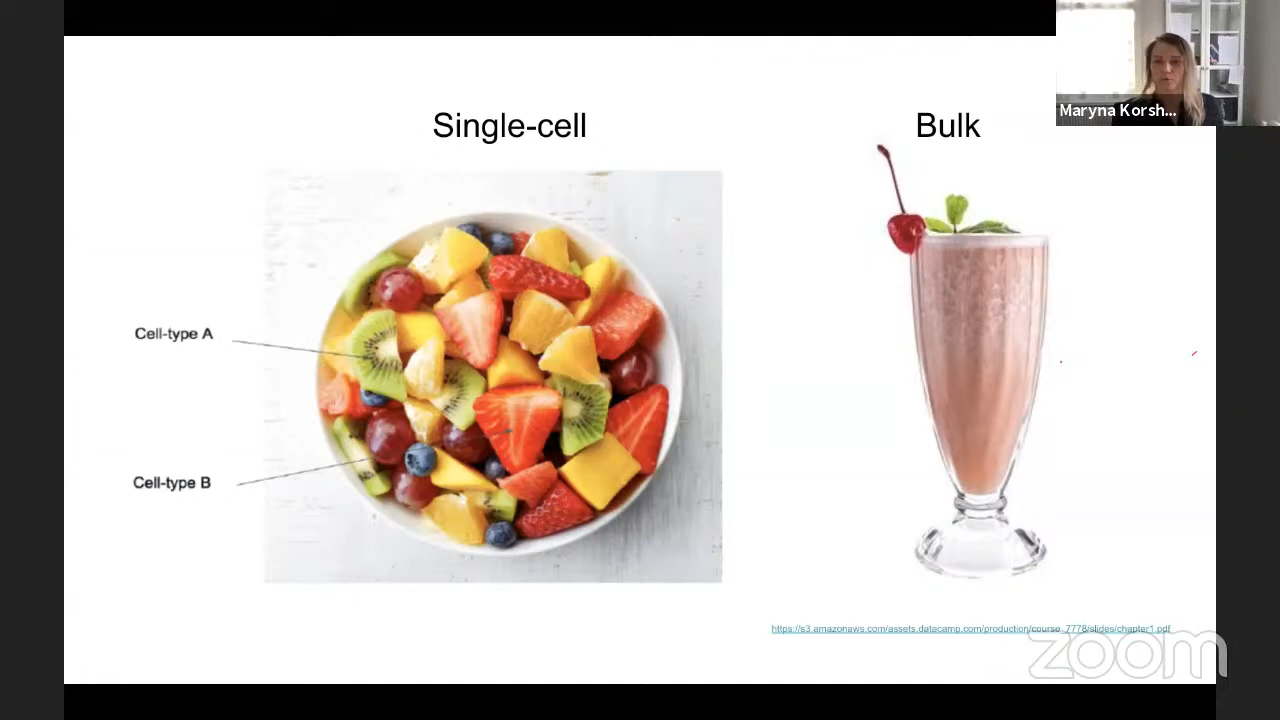 Single-cell
Bulk
Maryna Korsh...
Cell-type A
Cell-type B
https://s3.amazonaws.com/assets.datacamp.com/production/course_7778/slides/chapter1.pdf
zoom